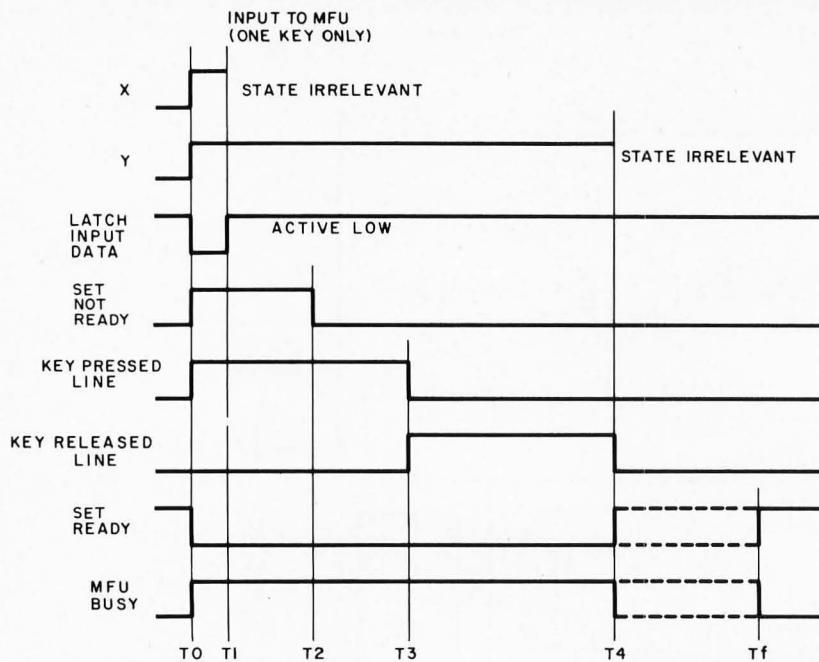 INPUT TO MFU
(ONE KEY ONLY)
X
STATE IRRELEVANT
Y
STATE IRRELEVANT
LATCH
INPUT
DATA
ACTIVE LOW
SET
NOT
READY
KEY PRESSED
LINE
KEY RELEASED
LINE
SET
READY
MFU
BUSY
T0 T1 T2 T3 T4 Tf